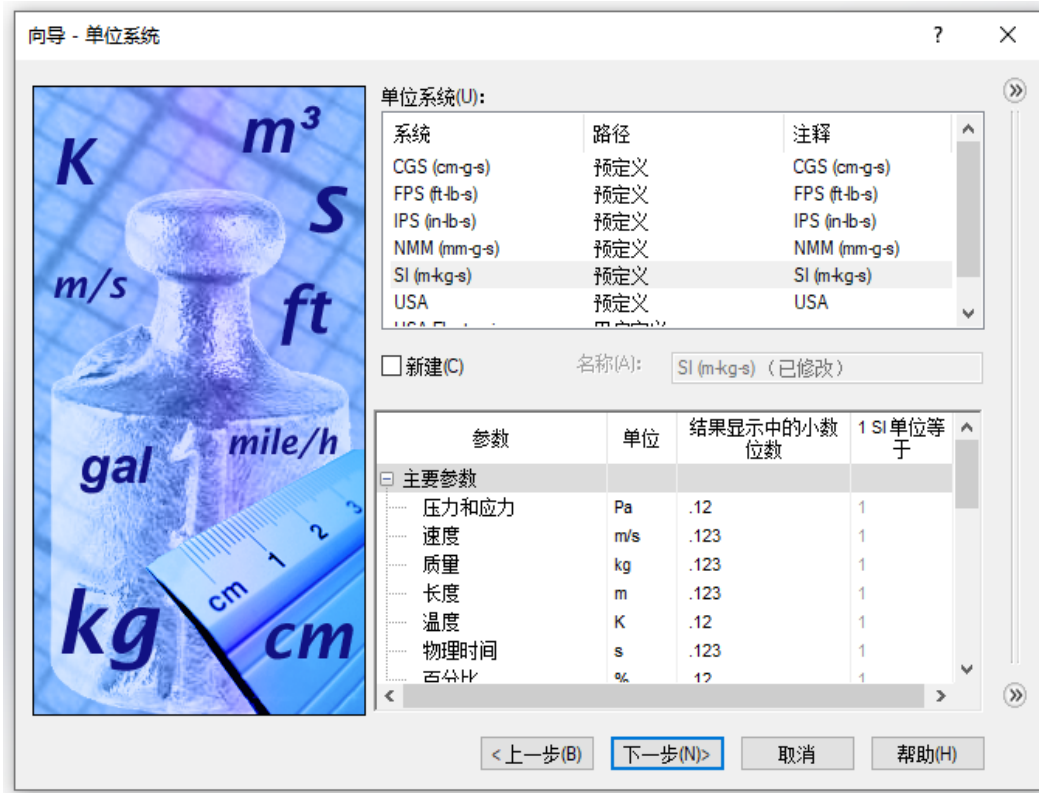 向导 - 单位系统
?
K
m³
s
m/s
ft
gal
mile/h
cm 1 2 3
kg
cm
单位系统(U):
系统 路径 注释
CGS (cm-g-s) 预定义 CGS (cm-g-s)
FPS (ft-lb-s) 预定义 FPS (ft-lb-s)
IPS (in-lb-s) 预定义 IPS (in-lb-s)
NMM (mm-g-s) 预定义 NMM (mm-g-s)
SI (m-kg-s) 预定义 SI (m-kg-s)
USA 预定义 USA
新建(C) 名称(A): SI (m-kg-s)（已修改）
参数 单位 结果显示中的小数位数 1 SI 单位等于
主要参数
压力和应力 Pa .12 1
速度 m/s .123 1
质量 kg .123 1
长度 m .123 1
温度 K .12 1
物理时间 s .123 1
百分比 % .12 1
<上一步(B) 下一步(N)> 取消 帮助(H)